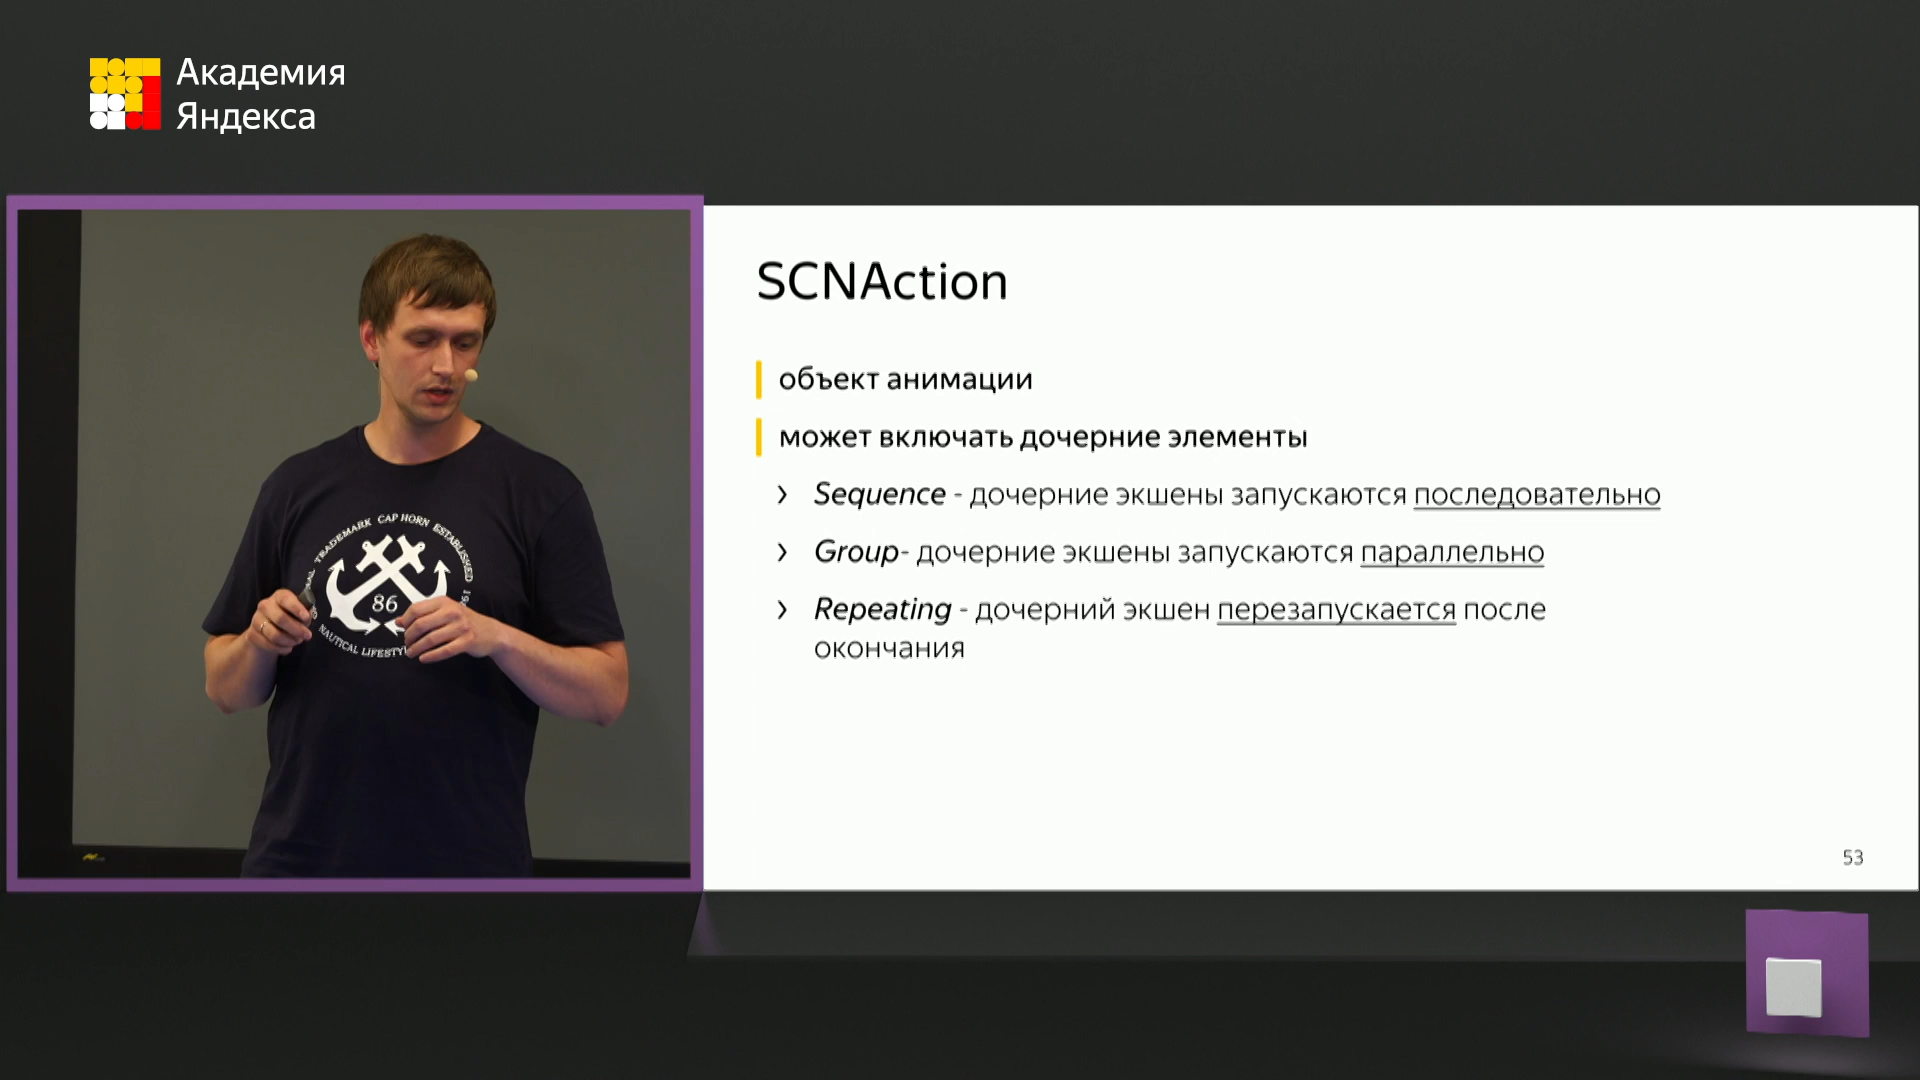 Академия
Яндекса
SCNAction
объект анимации
может включать дочерние элементы
› Sequence - дочерние экшены запускаются последовательно
› Group- дочерние экшены запускаются параллельно
› Repeating - дочерний экшен перезапускается после
окончания
TRADEMARK CAP HORN ESTABLISHED
86
NAUTICAL
53